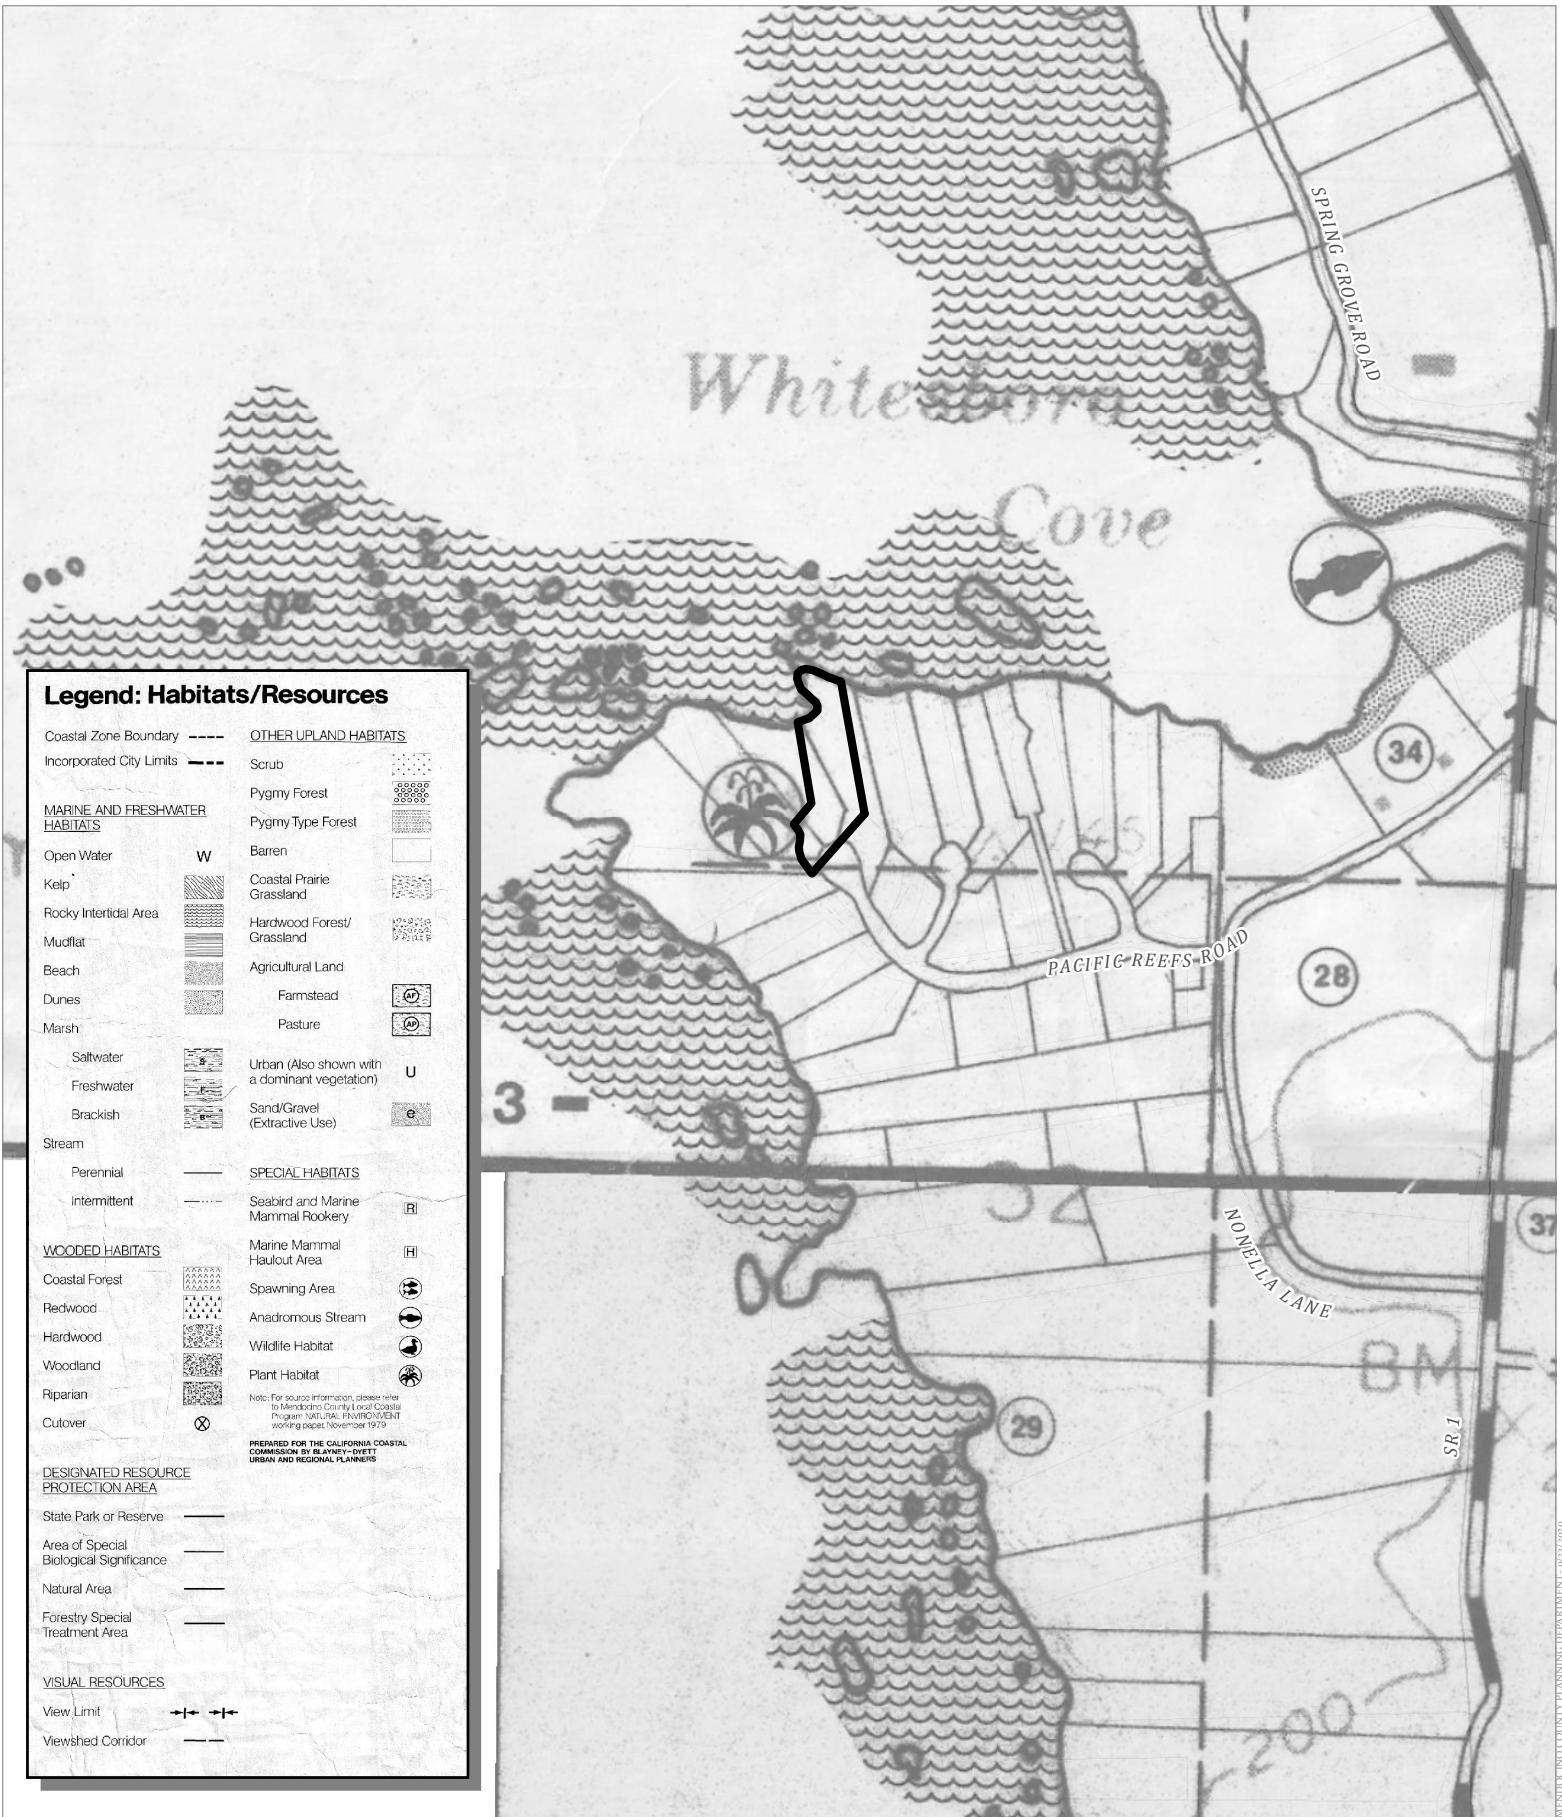 SPRING GROVE ROAD
Whitesboro
Cove
34
PACIFIC REEFS ROAD
28
3 -
32
37
NONELLA LANE
BM
29
SR 1
200
Legend: Habitats/Resources
Coastal Zone Boundary
Incorporated City Limits
MARINE AND FRESHWATER
HABITATS
Open Water W
Kelp
Rocky Intertidal Area
Mudflat
Beach
Dunes
Marsh
Saltwater S
Freshwater F
Brackish B
Stream
Perennial
Intermittent
WOODED HABITATS
Coastal Forest
Redwood
Hardwood
Woodland
Riparian
Cutover
DESIGNATED RESOURCE
PROTECTION AREA
State Park or Reserve
Area of Special
Biological Significance
Natural Area
Forestry Special
Treatment Area
VISUAL RESOURCES
View Limit
Viewshed Corridor
OTHER UPLAND HABITATS
Scrub
Pygmy Forest
Pygmy Type Forest
Barren
Coastal Prairie
Grassland
Hardwood Forest/
Grassland
Agricultural Land
Farmstead AF
Pasture AP
Urban (Also shown with
a dominant vegetation) U
Sand/Gravel
(Extractive Use) e
SPECIAL HABITATS
Seabird and Marine
Mammal Rookery R
Marine Mammal
Haulout Area H
Spawning Area
Anadromous Stream
Wildlife Habitat
Plant Habitat
Note: For source information, please refer
to Mendocino County Local Coastal
Program NATURAL ENVIRONMENT
working paper, November 1979
PREPARED FOR THE CALIFORNIA COASTAL
COMMISSION BY BLAYNEY-DYETT
URBAN AND REGIONAL PLANNERS
MENDOCINO COUNTY PLANNING DEPARTMENT